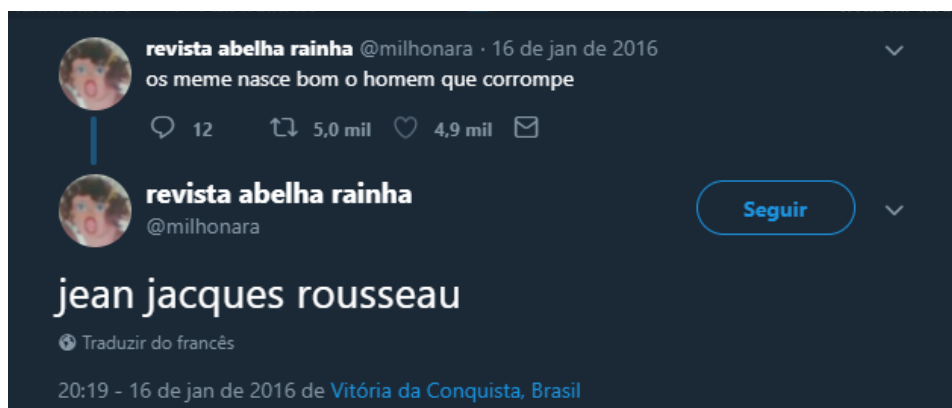 revista abelha rainha @milhonara · 16 de jan de 2016
os meme nasce bom o homem que corrompe
12 5,0 mil 4,9 mil
revista abelha rainha
@milhonara
Seguir
jean jacques rousseau
Traduzir do francês
20:19 - 16 de jan de 2016 de Vitória da Conquista, Brasil